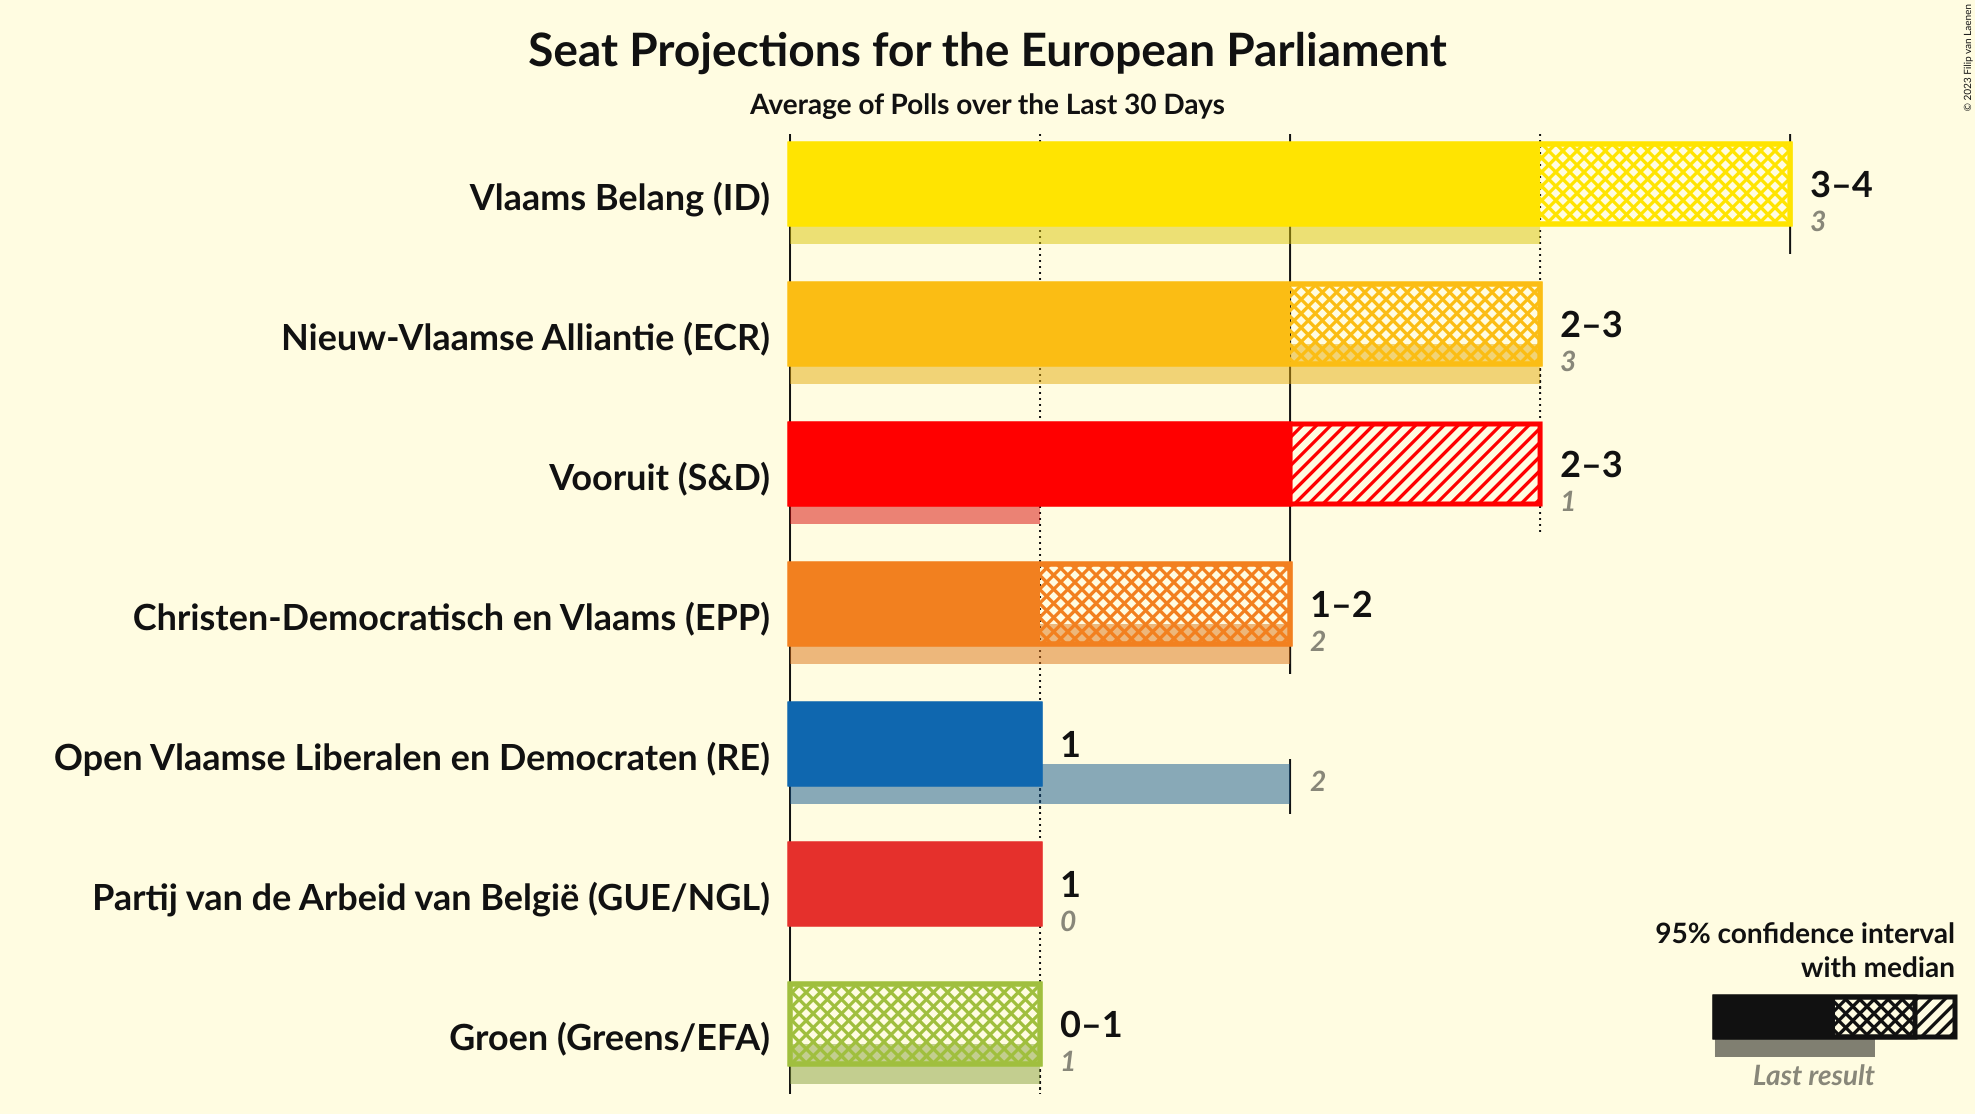 Seat Projections for the European Parliament
Average of Polls over the Last 30 Days
© 2023 Filip van Laenen
Vlaams Belang (ID)
3–4
3
Nieuw-Vlaamse Alliantie (ECR)
2–3
3
Vooruit (S&D)
2–3
1
Christen-Democratisch en Vlaams (EPP)
1–2
2
Open Vlaamse Liberalen en Democraten (RE)
1
2
Partij van de Arbeid van België (GUE/NGL)
1
0
Groen (Greens/EFA)
0–1
1
95% confidence interval
with median
Last result